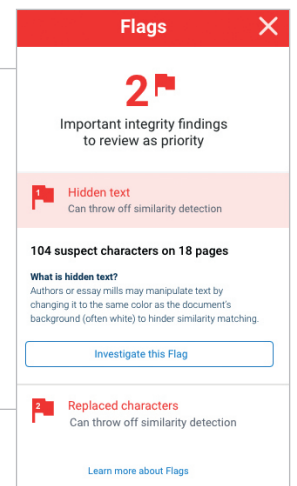 Flags
2
Important integrity findings
to review as priority
1
Hidden text
Can throw off similarity detection
104 suspect characters on 18 pages
What is hidden text?
Authors or essay mills may manipulate text by
changing it to the same color as the document's
background (often white) to hinder similarity matching.
Investigate this Flag
2
Replaced characters
Can throw off similarity detection
Learn more about Flags